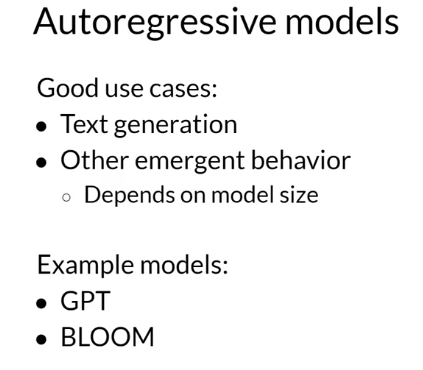 Autoregressive models
Good use cases:
● Text generation
● Other emergent behavior
○ Depends on model size
Example models:
● GPT
● BLOOM